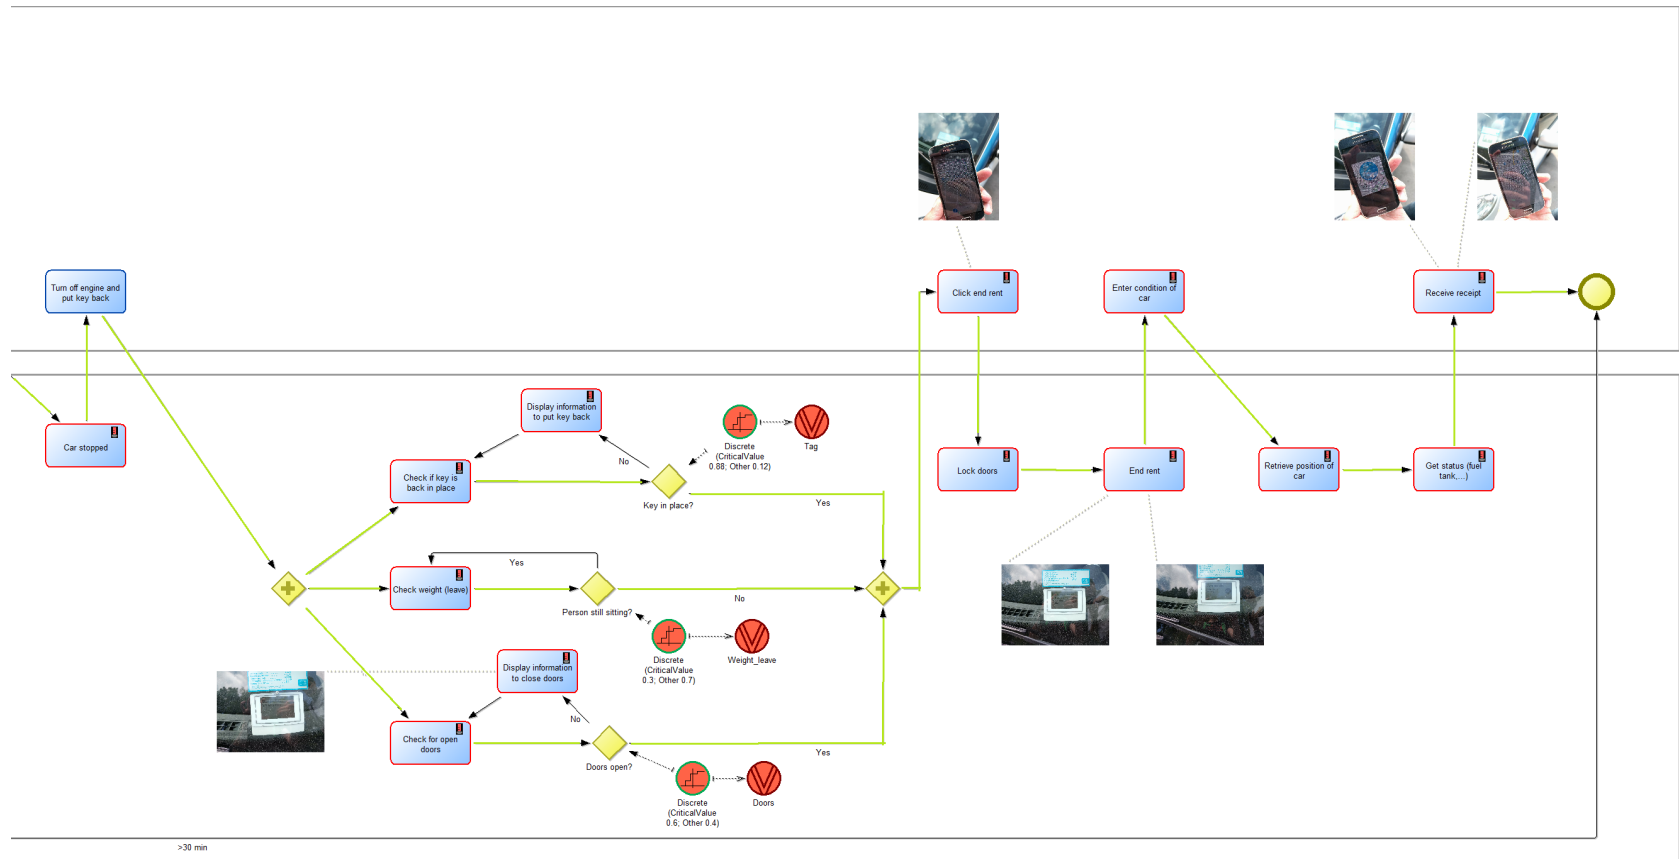 Turn off engine and
put key back
Click end rent
Enter condition of
car
Receive receipt
Car stopped
Display information
to put key back
Discrete
(CriticalValue
0.88; Other 0.12)
Tag
No
Check if key is
back in place
Key in place?
Yes
Lock doors
End rent
Retrieve position of
car
Get status (fuel
tank,...)
Yes
Check weight (leave)
Person still sitting?
No
Discrete
(CriticalValue
0.3; Other 0.7)
Weight_leave
Display information
to close doors
No
Check for open
doors
Doors open?
Yes
Discrete
(CriticalValue
0.6; Other 0.4)
Doors
>30 min